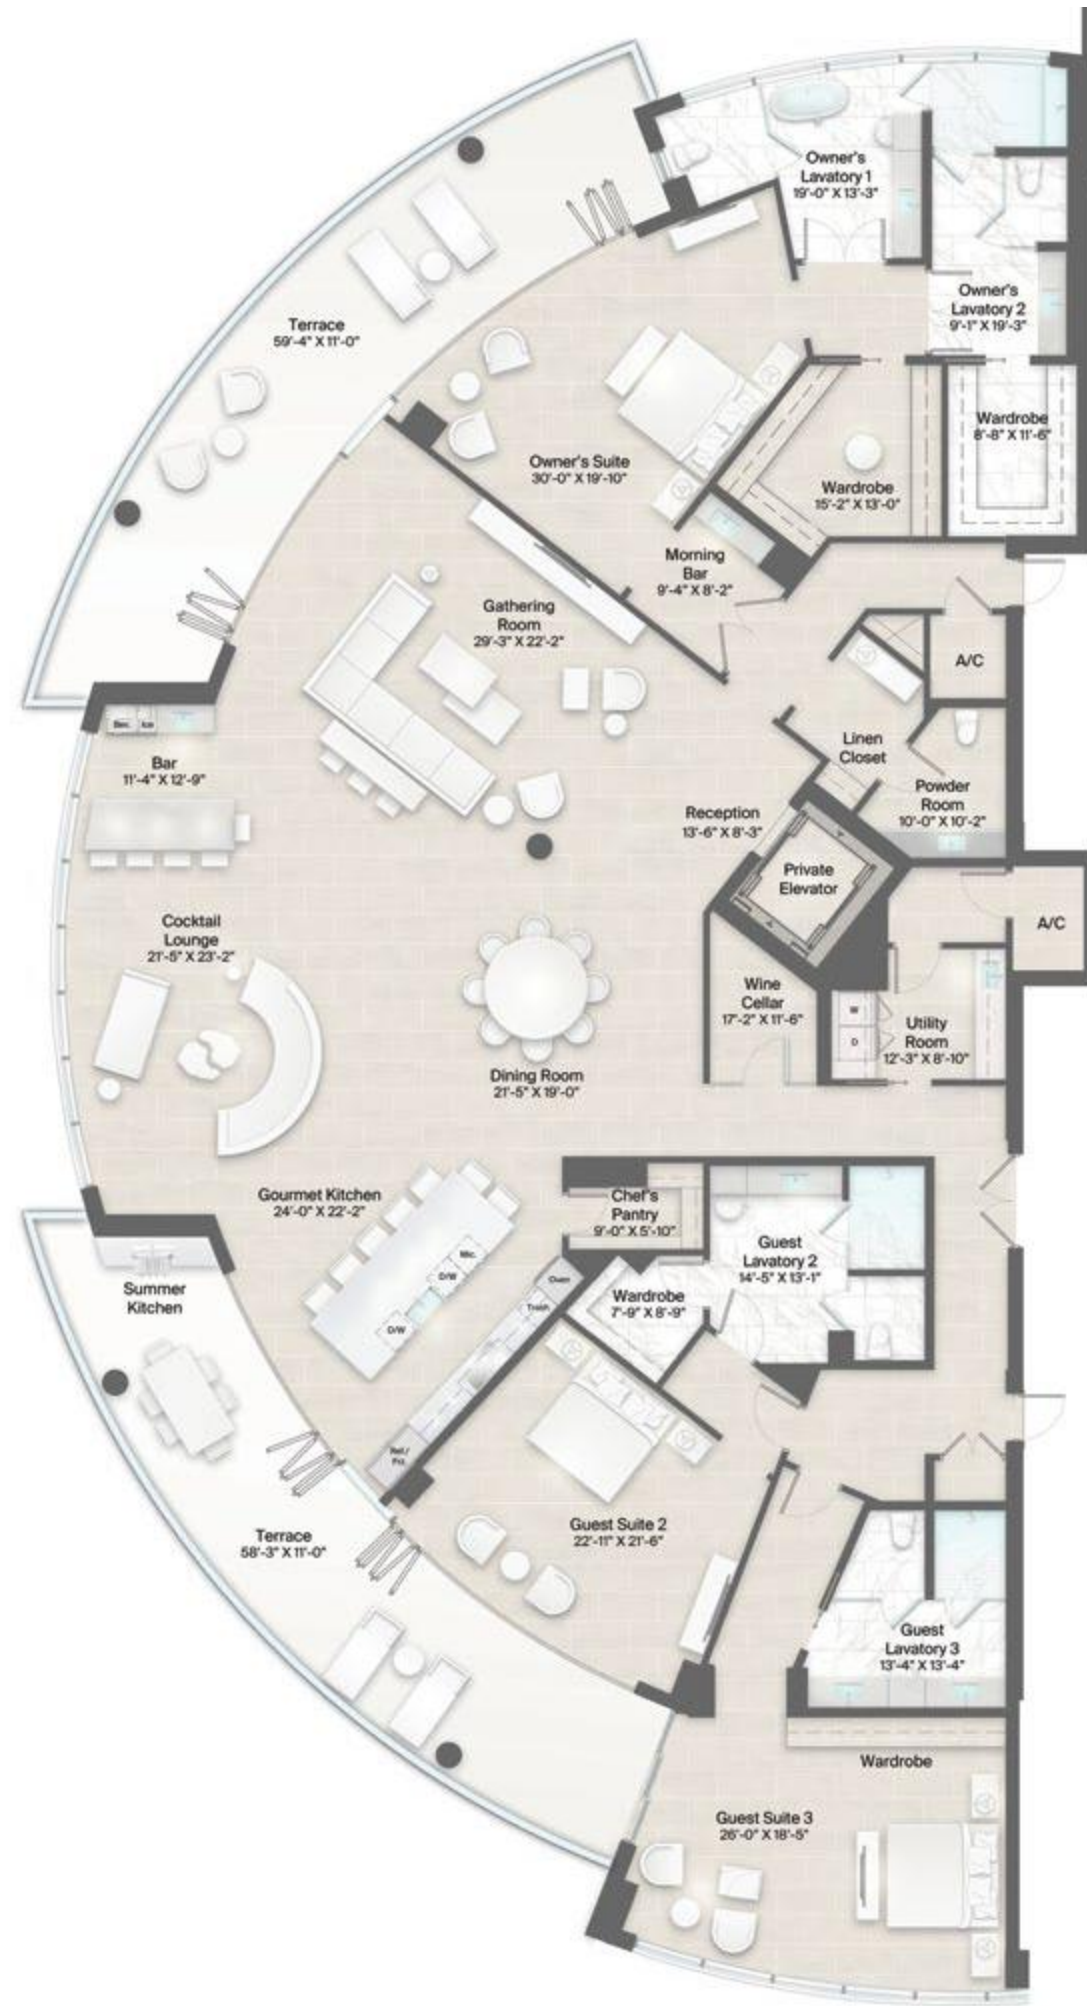 Owner's
Lavatory 1
19'-0" X 13'-3"
Owner's
Lavatory 2
9'-1" X 19'-3"
Terrace
59'-4" X 11'-0"
Wardrobe
8'-8" X 11'-6"
Owner's Suite
30'-0" X 19'-10"
Wardrobe
15'-2" X 13'-0"
Morning
Bar
9'-4" X 8'-2"
Gathering
Room
29'-3" X 22'-2"
A/C
Bev.
Ice
Linen
Closet
Bar
11'-4" X 12'-9"
Powder
Room
10'-0" X 10'-2"
Reception
13'-6" X 8'-3"
Private
Elevator
Cocktail
Lounge
21'-5" X 23'-2"
A/C
Wine
Cellar
17'-2" X 11'-6"
W
D
Utility
Room
12'-3" X 8'-10"
Dining Room
21'-5" X 19'-0"
Gourmet Kitchen
24'-0" X 22'-2"
Chef's
Pantry
9'-0" X 5'-10"
Guest
Lavatory 2
14'-5" X 13'-1"
Mic.
D/W
D/W
Oven
Trash
Ref./
Frz.
Summer
Kitchen
Wardrobe
7'-9" X 8'-9"
Terrace
58'-3" X 11'-0"
Guest Suite 2
22'-11" X 21'-6"
Guest
Lavatory 3
13'-4" X 13'-4"
Wardrobe
Guest Suite 3
26'-0" X 18'-5"